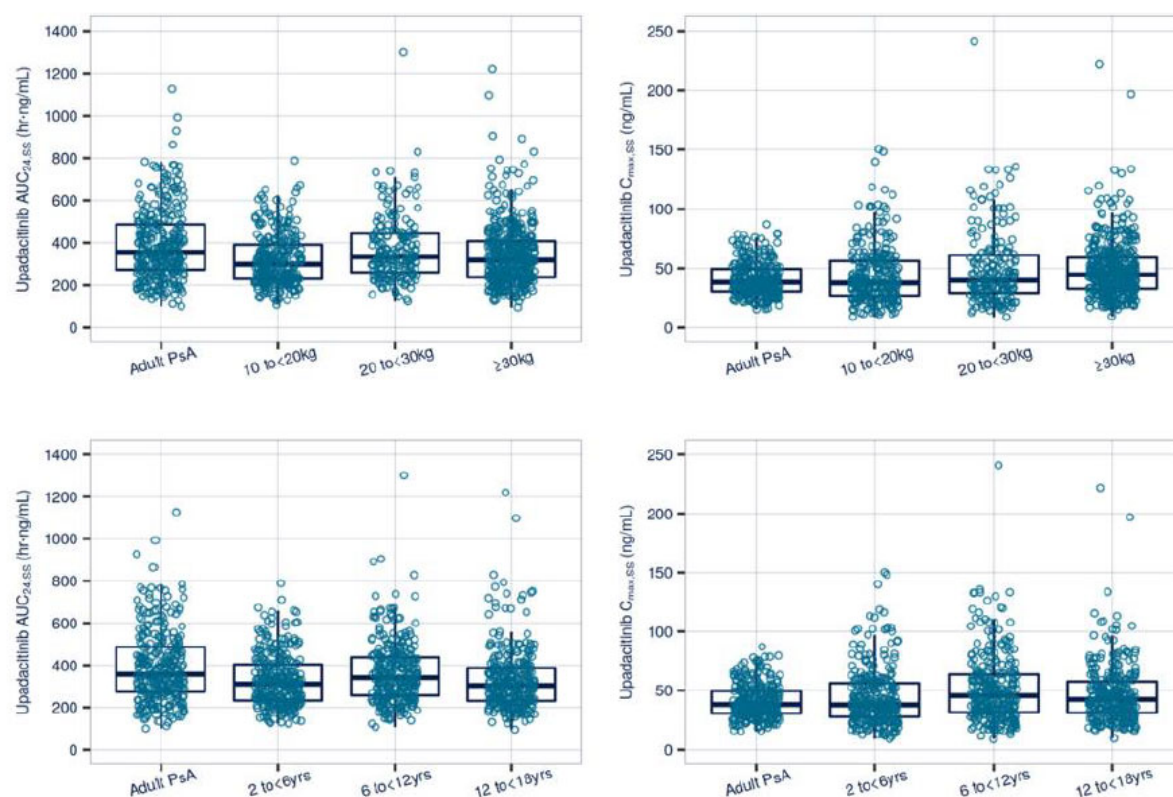 Upadacitinib AUC24,SS (hr·ng/mL)
1400
1200
1000
800
600
400
200
0
Adult PsA
10 to<20kg
20 to<30kg
≥30kg
Upadacitinib Cmax,SS (ng/mL)
250
200
150
100
50
0
Adult PsA
10 to<20kg
20 to<30kg
≥30kg
Upadacitinib AUC24,SS (hr·ng/mL)
1400
1200
1000
800
600
400
200
0
Adult PsA
2 to<6yrs
6 to<12yrs
12 to<18yrs
Upadacitinib Cmax,SS (ng/mL)
250
200
150
100
50
0
Adult PsA
2 to<6yrs
6 to<12yrs
12 to<18yrs